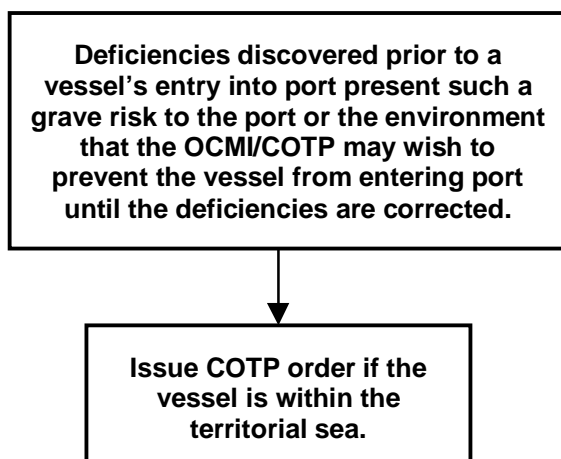 Deficiencies discovered prior to a
vessel’s entry into port present such a
grave risk to the port or the environment
that the OCMI/COTP may wish to
prevent the vessel from entering port
until the deficiencies are corrected.
Issue COTP order if the
vessel is within the
territorial sea.